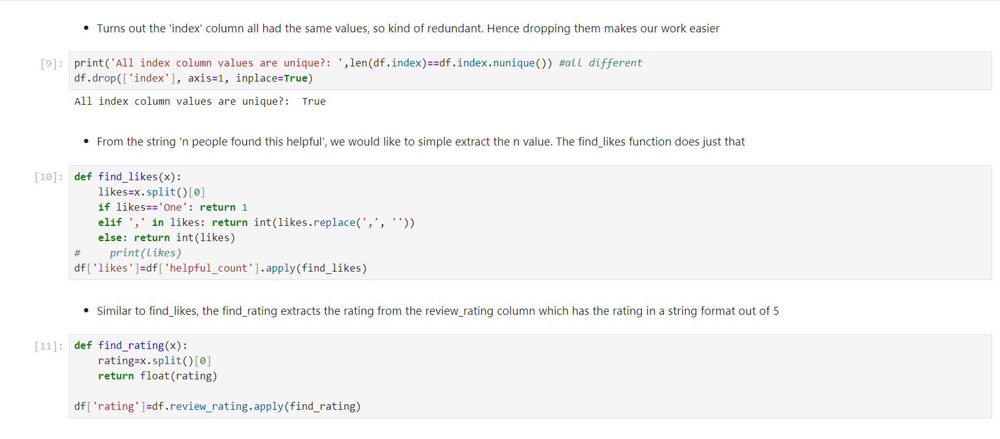 • Turns out the 'index' column all had the same values, so kind of redundant. Hence dropping them makes our work easier
[9]: print('All index column values are unique?: ',len(df.index)==df.index.nunique()) #all different
df.drop(['index'], axis=1, inplace=True)
All index column values are unique?:  True
• From the string 'n people found this helpful', we would like to simple extract the n value. The find_likes function does just that
[10]: def find_likes(x):
    likes=x.split()[0]
    if likes=='One': return 1
    elif ',' in likes: return int(likes.replace(',', ''))
    else: return int(likes)
#     print(likes)
df['likes']=df['helpful_count'].apply(find_likes)
• Similar to find_likes, the find_rating extracts the rating from the review_rating column which has the rating in a string format out of 5
[11]: def find_rating(x):
    rating=x.split()[0]
    return float(rating)
df['rating']=df.review_rating.apply(find_rating)